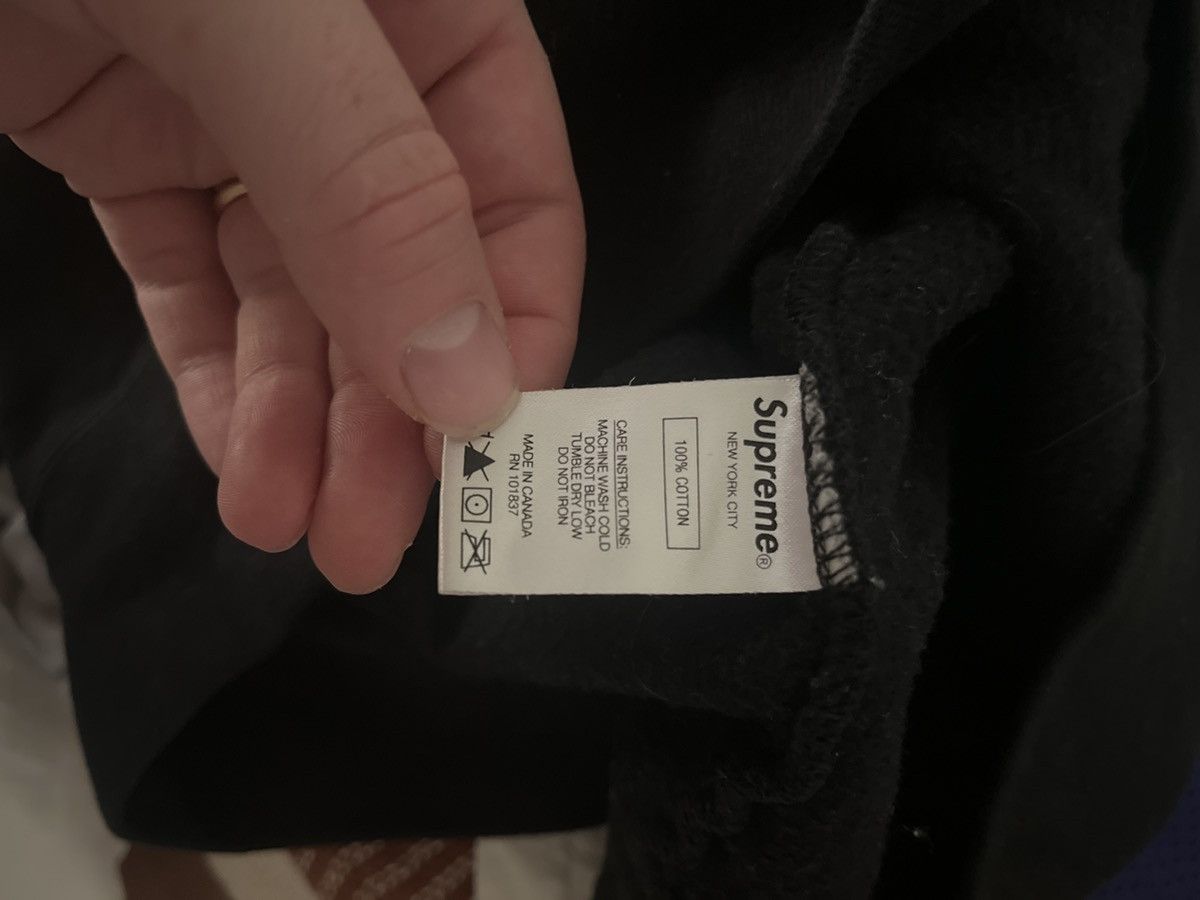 Supreme®
NEW YORK CITY
100% COTTON
CARE INSTRUCTIONS:
MACHINE WASH COLD
DO NOT BLEACH
TUMBLE DRY LOW
DO NOT IRON
MADE IN CANADA
RN 101837